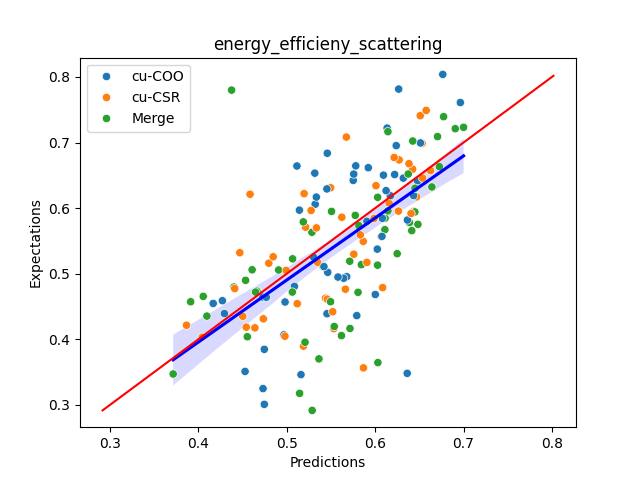 energy_efficieny_scattering
cu-COO
cu-CSR
Merge
Expectations
0.8
0.7
0.6
0.5
0.4
0.3
0.3 0.4 0.5 0.6 0.7 0.8
Predictions